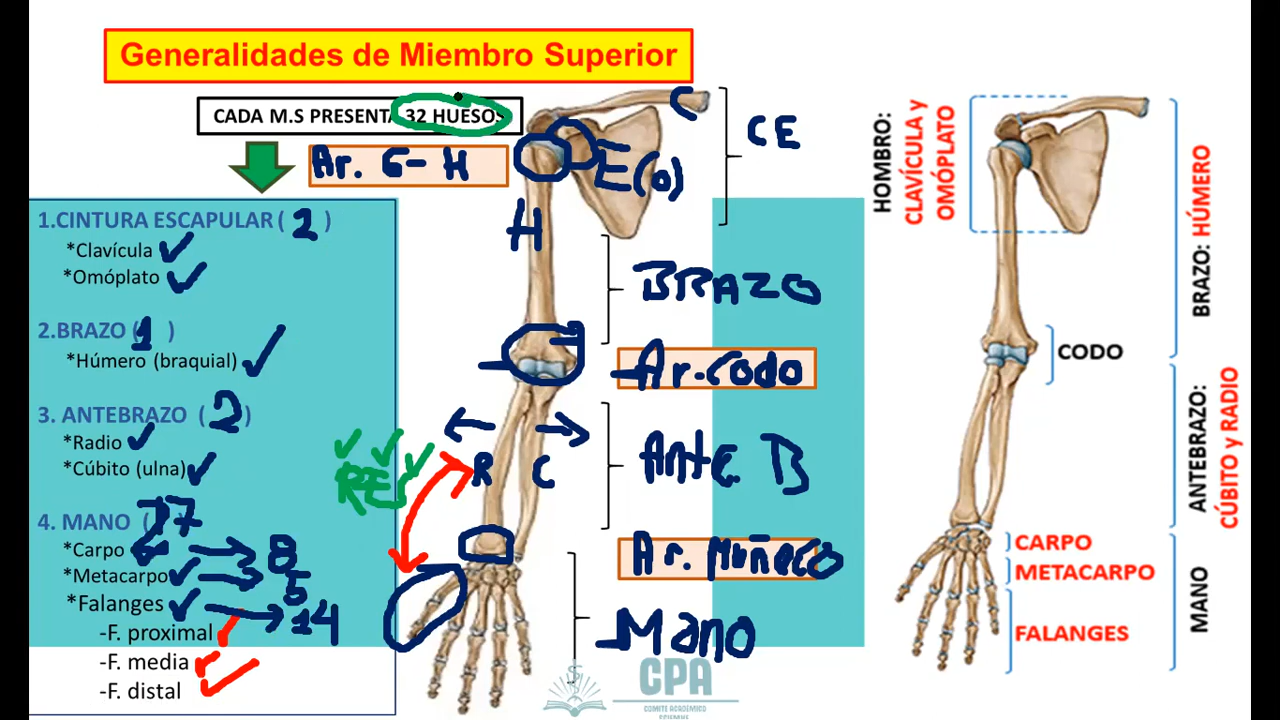 Generalidades de Miembro Superior
CADA M.S PRESENTA 32 HUESOS
Ar. G-H
1.CINTURA ESCAPULAR ( 2 )
*Clavícula
*Omóplato
2.BRAZO ( 1 )
*Húmero (braquial)
3. ANTEBRAZO ( 2 )
*Radio
*Cúbito (ulna)
4. MANO ( 27
*Carpo 8
*Metacarpo 5
*Falanges 14
-F. proximal
-F. media
-F. distal
C
CE
E(o)
H
BRAZO
Ar.codo
R C
Ante. B
Ar. Muñeco
Mano
CPA
COMITE ACADEMICO
HOMBRO:
CLAVÍCULA y
OMÓPLATO
BRAZO: HÚMERO
CODO
ANTEBRAZO:
CÚBITO y RADIO
CARPO
METACARPO
FALANGES
MANO